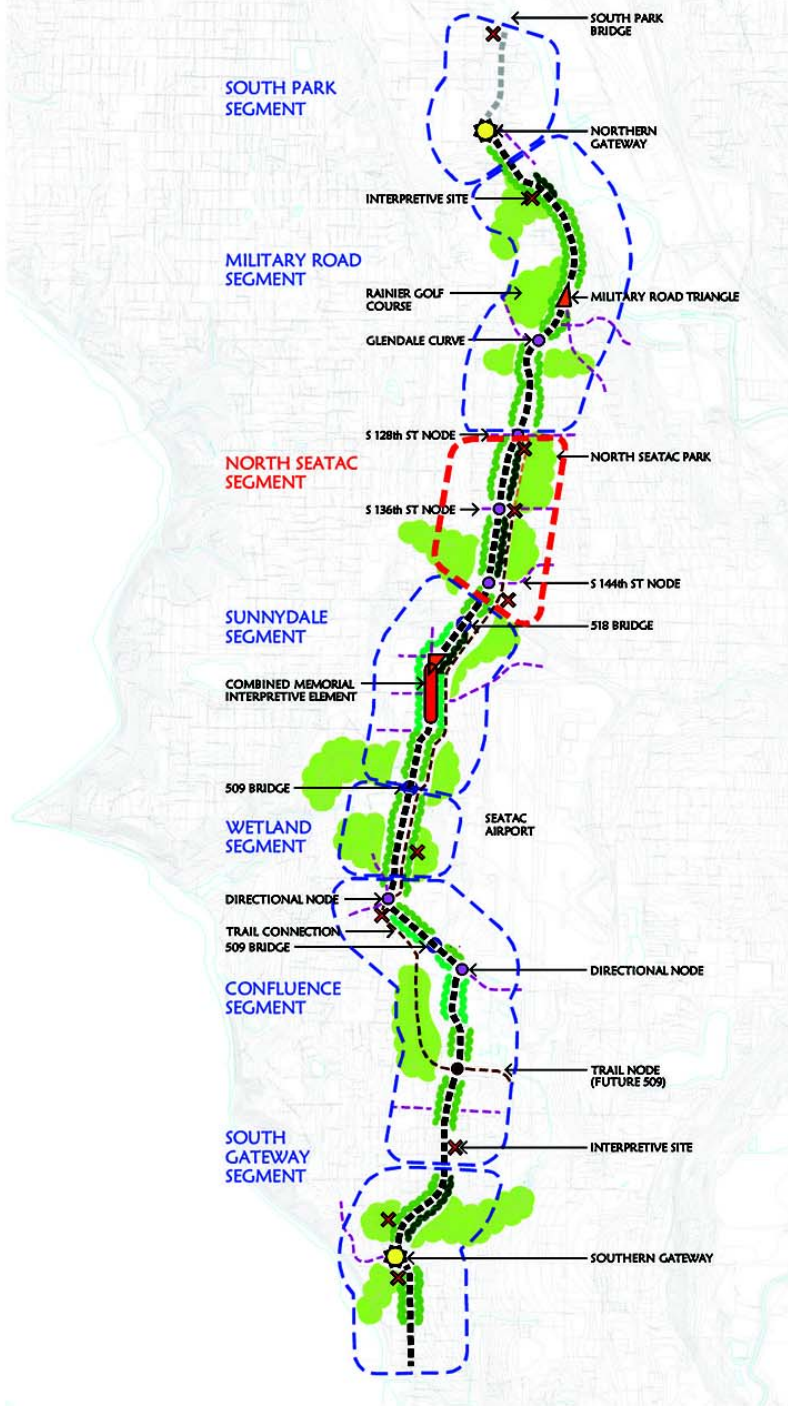 SOUTH PARK
BRIDGE
SOUTH PARK
SEGMENT
NORTHERN
GATEWAY
INTERPRETIVE SITE
MILITARY ROAD
SEGMENT
RAINIER GOLF
COURSE
MILITARY ROAD TRIANGLE
GLENDALE CURVE
S 128th ST NODE
NORTH SEATAC
SEGMENT
NORTH SEATAC PARK
S 136th ST NODE
S 144th ST NODE
SUNNYDALE
SEGMENT
518 BRIDGE
COMBINED MEMORIAL
INTERPRETIVE ELEMENT
509 BRIDGE
WETLAND
SEGMENT
SEATAC
AIRPORT
DIRECTIONAL NODE
TRAIL CONNECTION
509 BRIDGE
DIRECTIONAL NODE
CONFLUENCE
SEGMENT
TRAIL NODE
(FUTURE 509)
SOUTH
GATEWAY
SEGMENT
INTERPRETIVE SITE
SOUTHERN GATEWAY